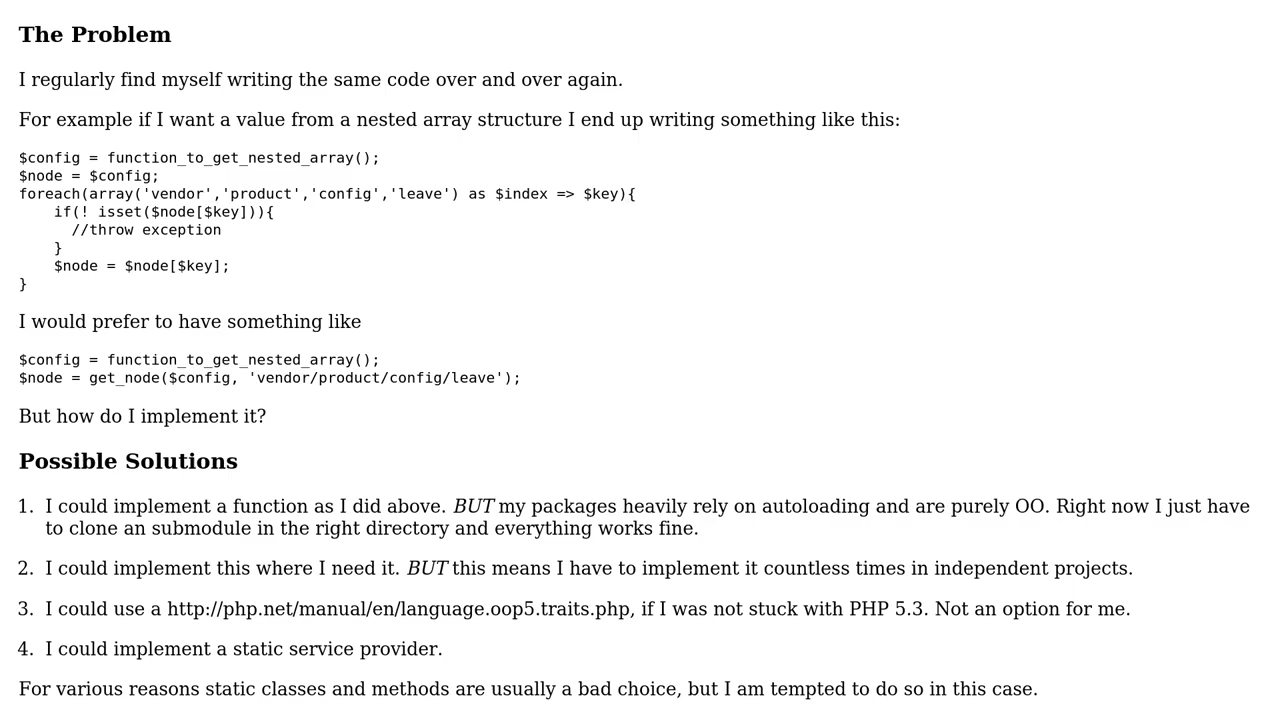 The Problem
I regularly find myself writing the same code over and over again.
For example if I want a value from a nested array structure I end up writing something like this:
$config = function_to_get_nested_array();
$node = $config;
foreach(array('vendor','product','config','leave') as $index => $key){
    if(! isset($node[$key])){
      //throw exception
    }
    $node = $node[$key];
}
I would prefer to have something like
$config = function_to_get_nested_array();
$node = get_node($config, 'vendor/product/config/leave');
But how do I implement it?
Possible Solutions
1. I could implement a function as I did above. BUT my packages heavily rely on autoloading and are purely OO. Right now I just have
to clone an submodule in the right directory and everything works fine.
2. I could implement this where I need it. BUT this means I have to implement it countless times in independent projects.
3. I could use a http://php.net/manual/en/language.oop5.traits.php, if I was not stuck with PHP 5.3. Not an option for me.
4. I could implement a static service provider.
For various reasons static classes and methods are usually a bad choice, but I am tempted to do so in this case.